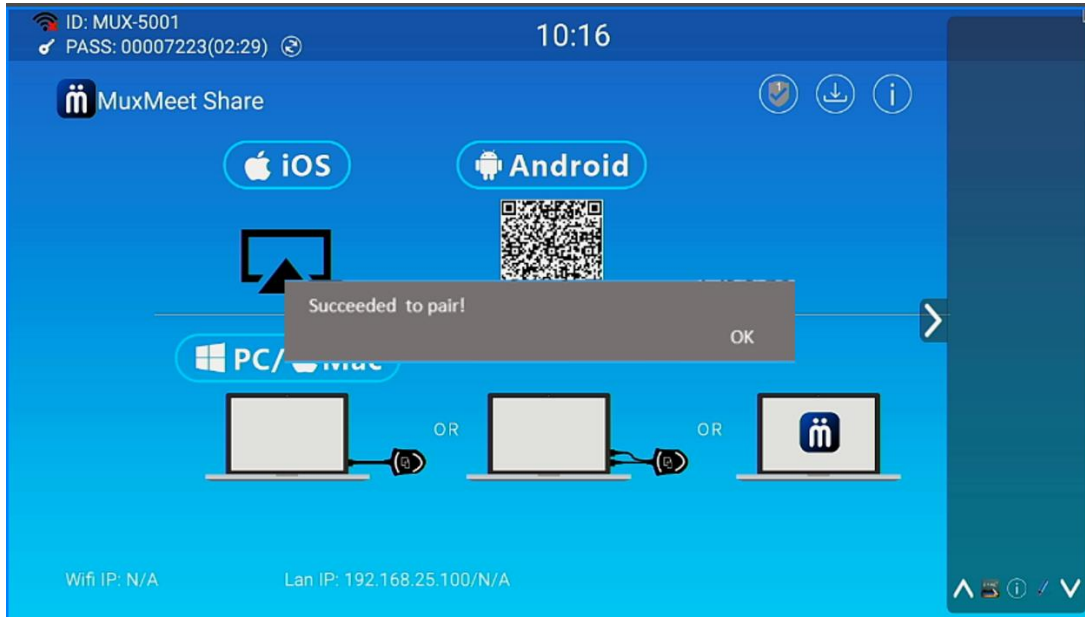 ID: MUX-5001
PASS: 00007223(02:29)
10:16
MuxMeet Share
1
i
iOS
Android
Succeeded to pair!
OK
PC/
OR
OR
Wifi IP: N/A
Lan IP: 192.168.25.100/N/A